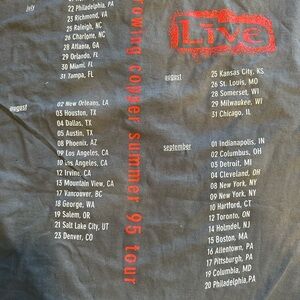 july
22 Philadelphia, PA
23 Richmond, VA
25 Raleigh, NC
26 Charlotte, NC
28 Atlanta, GA
29 Orlando, FL
30 Miami, FL
31 Tampa, FL
august
02 New Orleans, LA
03 Houston, TX
04 Dallas, TX
05 Austin, TX
08 Phoenix, AZ
09 Los Angeles, CA
10 Los Angeles, CA
12 Irvine, CA
13 Mountain View, CA
17 Vancouver, BC
18 George, WA
19 Salem, OR
21 Salt Lake City, UT
23 Denver, CO
rowing copper summer 95 tour
Live
august
25 Kansas City, KS
26 St. Louis, MO
28 Somerset, WI
29 Milwaukee, WI
31 Chicago, IL
september
01 Indianapolis, IN
02 Columbus, OH
03 Detroit, MI
04 Cleveland, OH
08 New York, NY
09 New York, NY
10 Hartford, CT
12 Toronto, ON
14 Holmdel, NJ
15 Boston, MA
16 Allentown, PA
17 Pittsburgh, PA
19 Columbia, MD
20 Philadelphia, PA